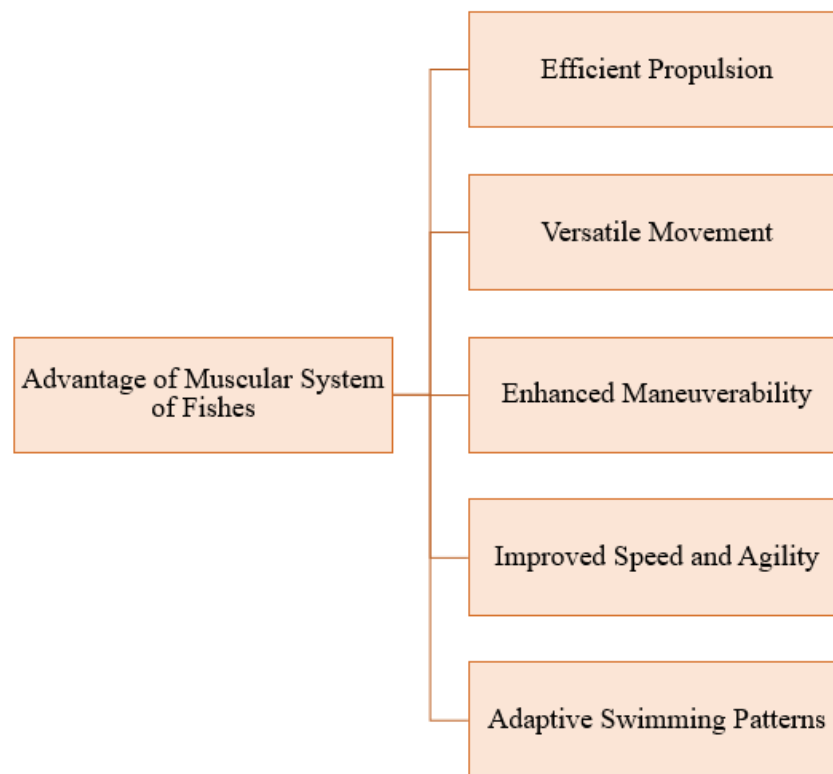 Efficient Propulsion
Versatile Movement
Advantage of Muscular System
of Fishes
Enhanced Maneuverability
Improved Speed and Agility
Adaptive Swimming Patterns